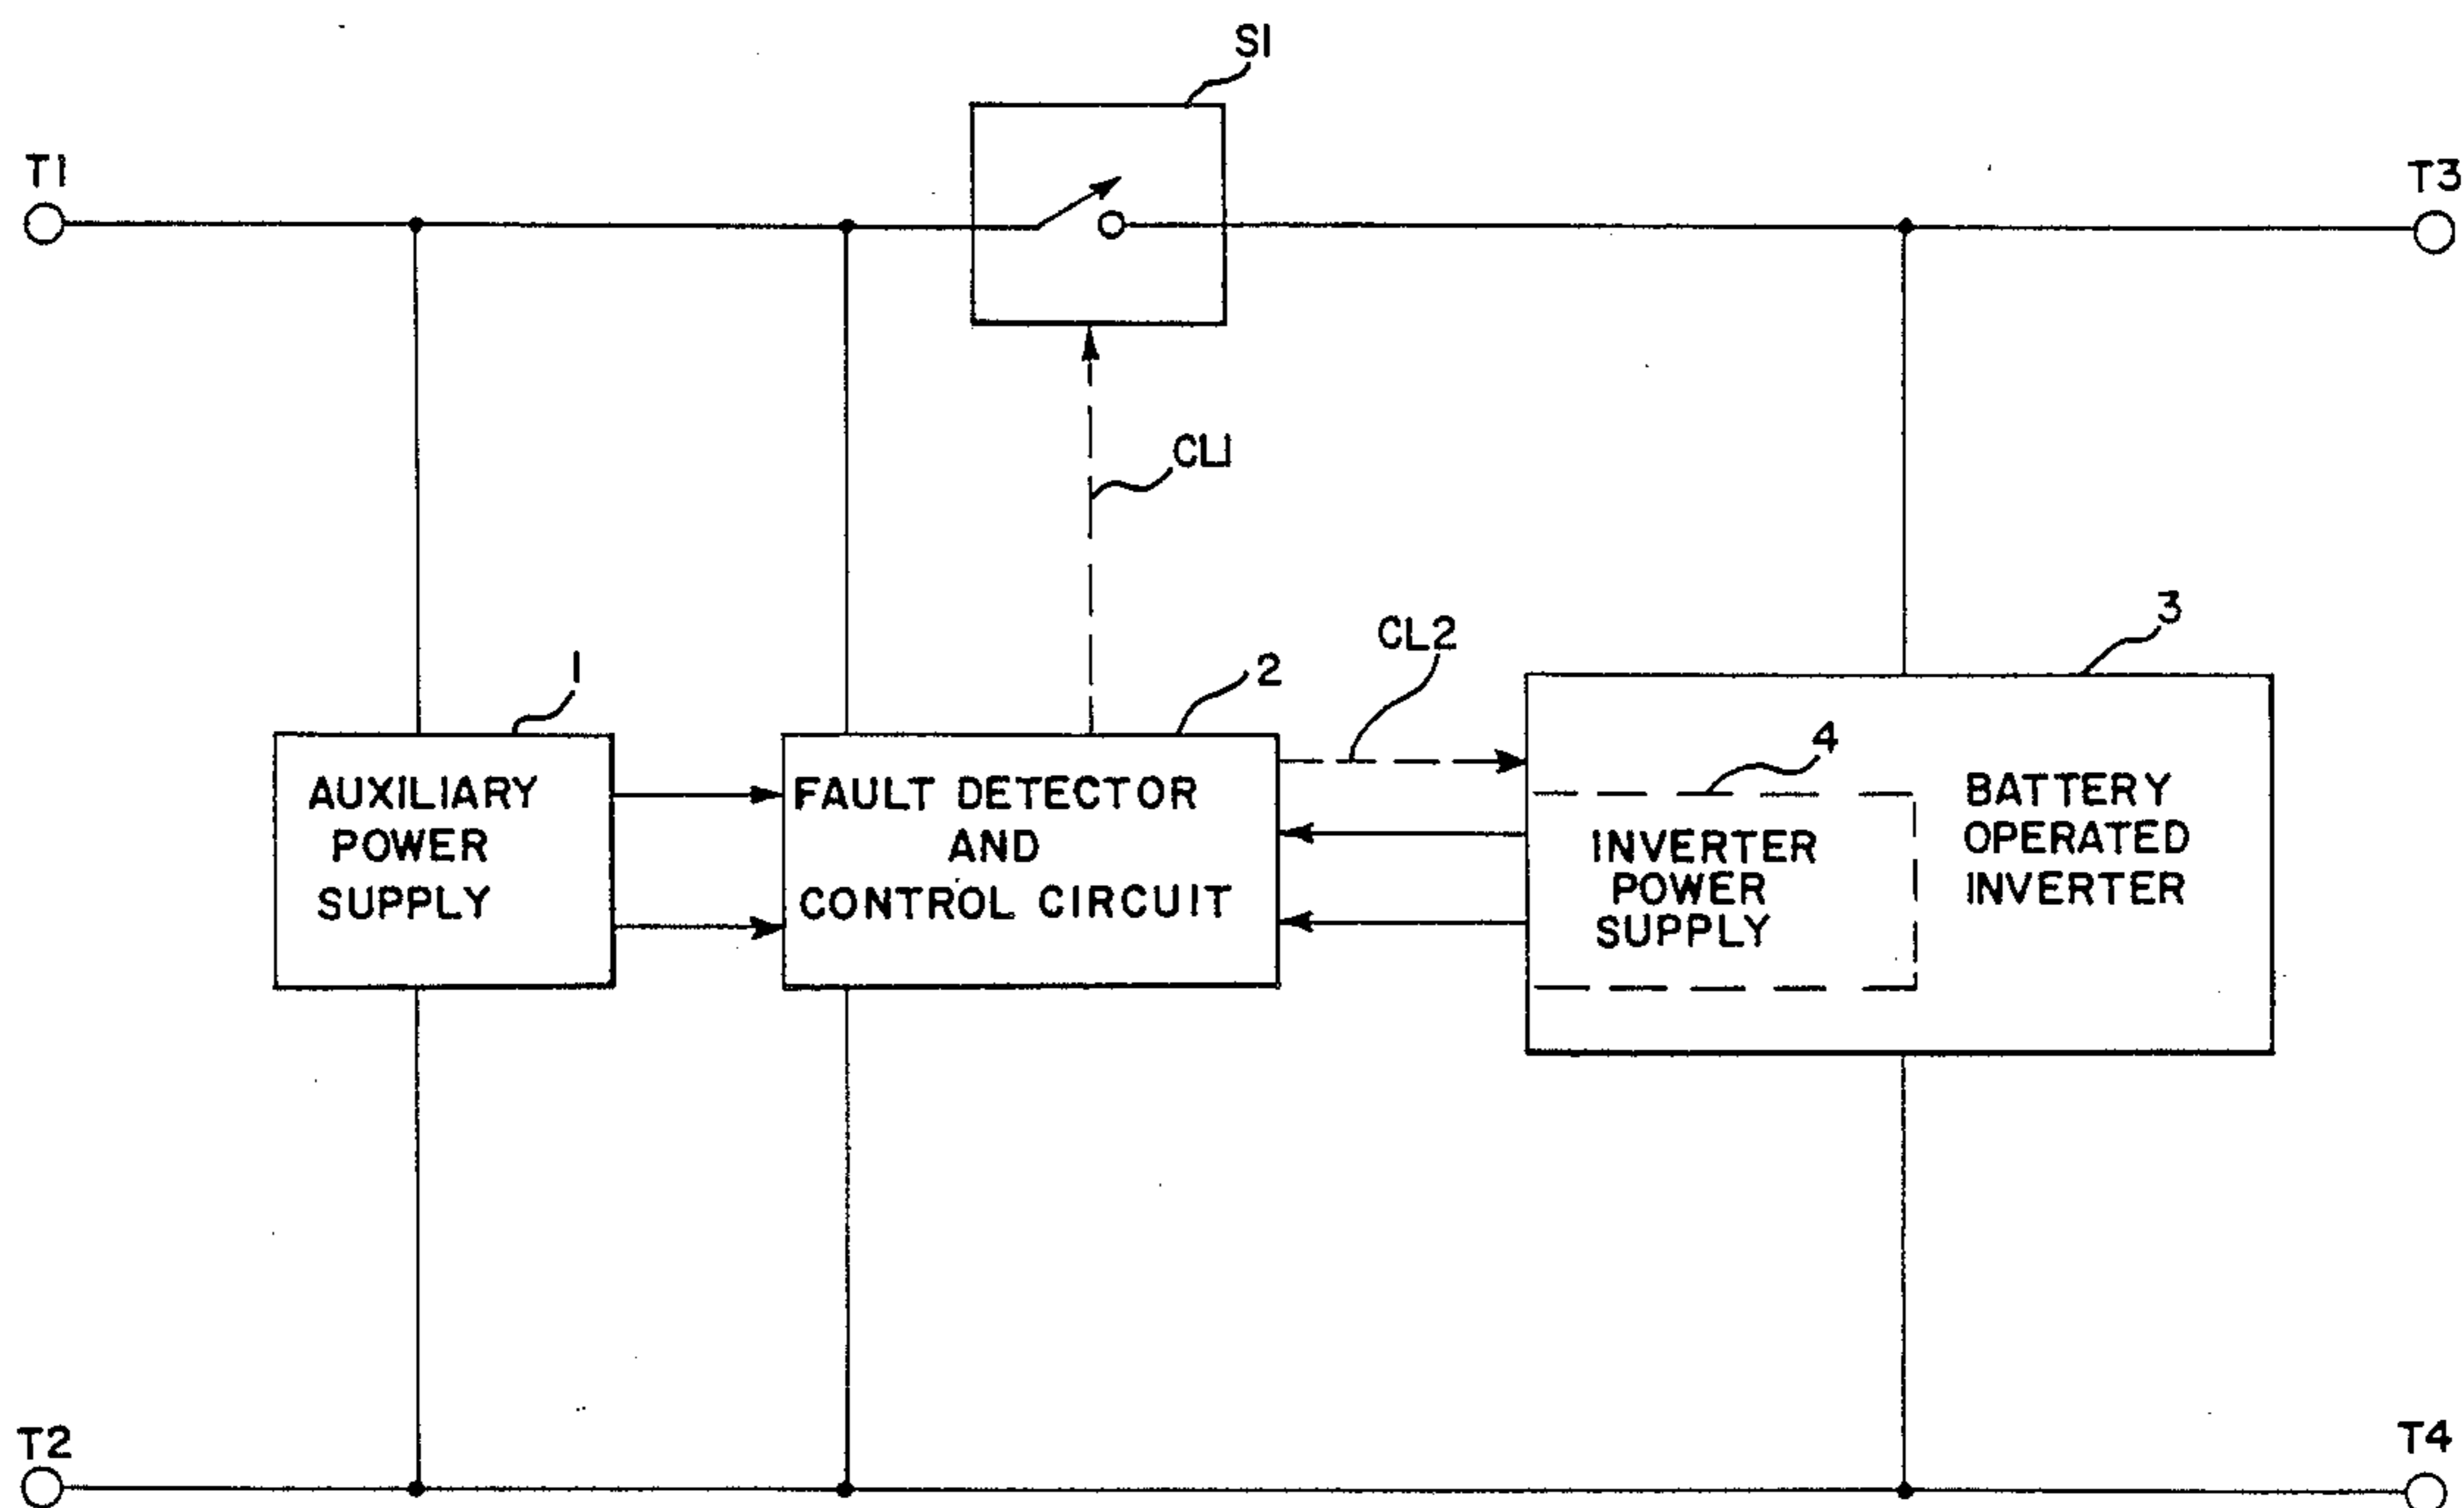 S1
T1
T3
CL1
CL2
3
1
2
4
AUXILIARY
POWER
SUPPLY
FAULT DETECTOR
AND
CONTROL CIRCUIT
INVERTER
POWER
SUPPLY
BATTERY
OPERATED
INVERTER
T2
T4